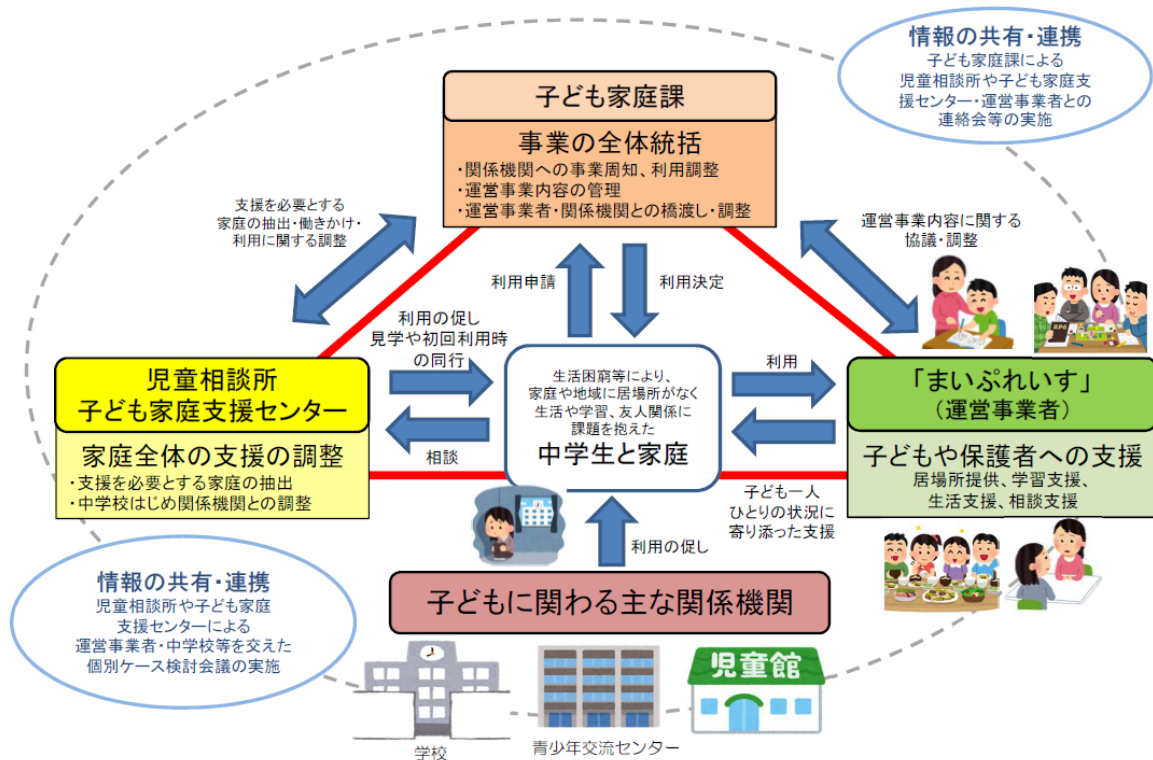 情報の共有・連携
子ども家庭課による
児童相談所や子ども家庭支
援センター・運営事業者との
連絡会等の実施
子ども家庭課
事業の全体統括
・関係機関への事業周知、利用調整
・運営事業内容の管理
・運営事業者・関係機関との橋渡し・調整
支援を必要とする
家庭の抽出・働きかけ・
利用に関する調整
運営事業内容に関する
協議・調整
利用申請
利用決定
利用の促し
見学や初回利用時
の同行
利用
児童相談所
子ども家庭支援センター
家庭全体の支援の調整
・支援を必要とする家庭の抽出
・中学校はじめ関係機関との調整
相談
生活困窮等により、
家庭や地域に居場所がなく
生活や学習、友人関係に
課題を抱えた
中学生と家庭
RPG
「まいぷれいす」
(運営事業者)
子どもや保護者への支援
居場所提供、学習支援、
生活支援、相談支援
子ども一人
ひとりの状況に
寄り添った支援
利用の促し
情報の共有・連携
児童相談所や子ども家庭
支援センターによる
運営事業者・中学校等を交えた
個別ケース検討会議の実施
子どもに関わる主な関係機関
児童館
学校
青少年交流センター